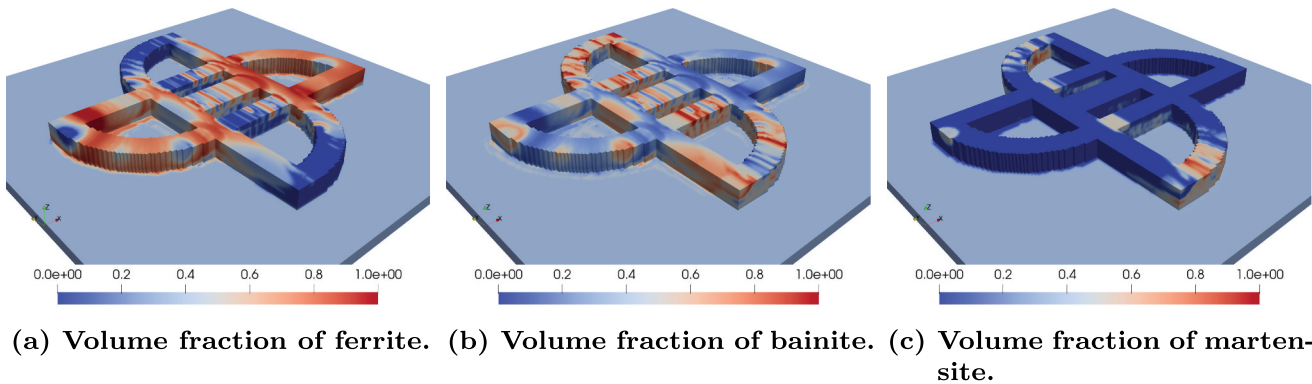 Z
X
Z
X
Z
X
0.0e+00 0.2 0.4 0.6 0.8 1.0e+00
0.0e+00 0.2 0.4 0.6 0.8 1.0e+00
0.0e+00 0.2 0.4 0.6 0.8 1.0e+00
(a) Volume fraction of ferrite.
(b) Volume fraction of bainite.
(c) Volume fraction of marten-
site.